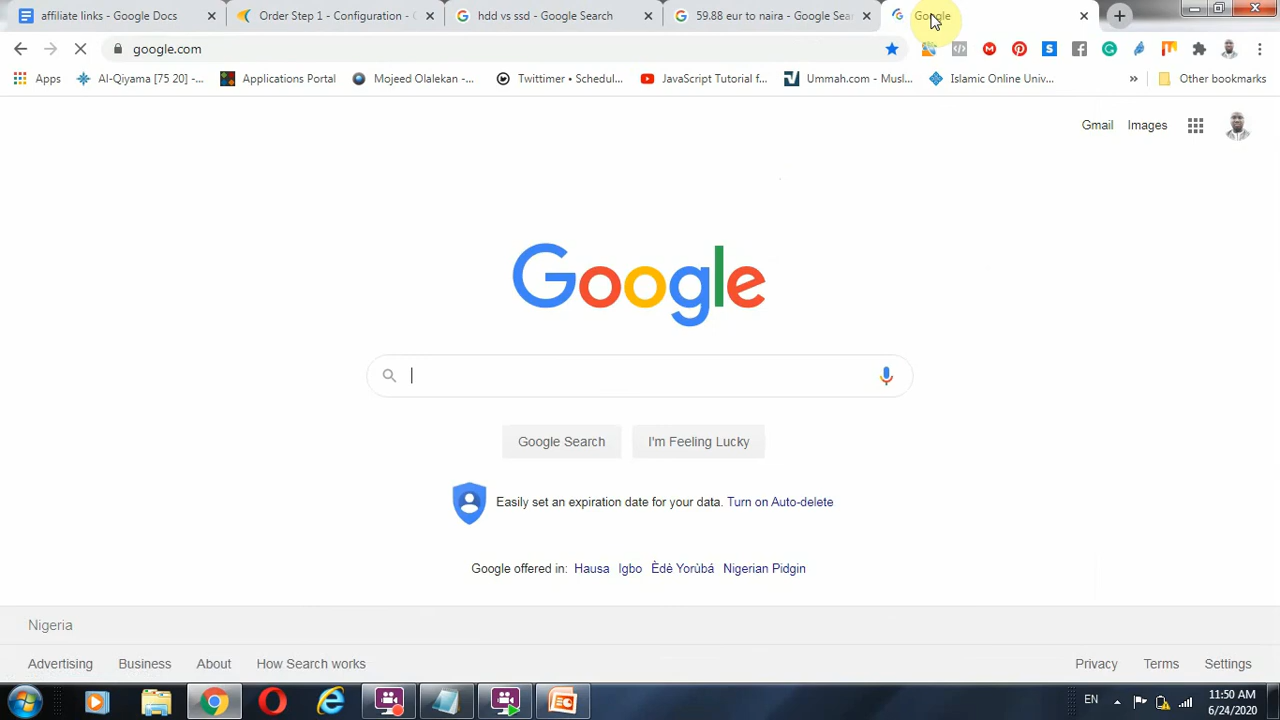 affiliate links - Google Docs
Order Step 1 - Configuration -
hdd vs ssd - Google Search
59.88 eur to naira - Google Sea
Google
google.com
Apps
Al-Qiyama [75 20] -...
Applications Portal
Mojeed Olalekan -...
Twittimer • Schedul...
JavaScript Tutorial f...
Ummah.com - Musl...
Islamic Online Univ...
»
Other bookmarks
Gmail
Images
Google
Google Search
I'm Feeling Lucky
Easily set an expiration date for your data. Turn on Auto-delete
Google offered in: Hausa Igbo Èdè Yorùbá Nigerian Pidgin
Nigeria
Advertising
Business
About
How Search works
Privacy
Terms
Settings
EN
11:50 AM
6/24/2020